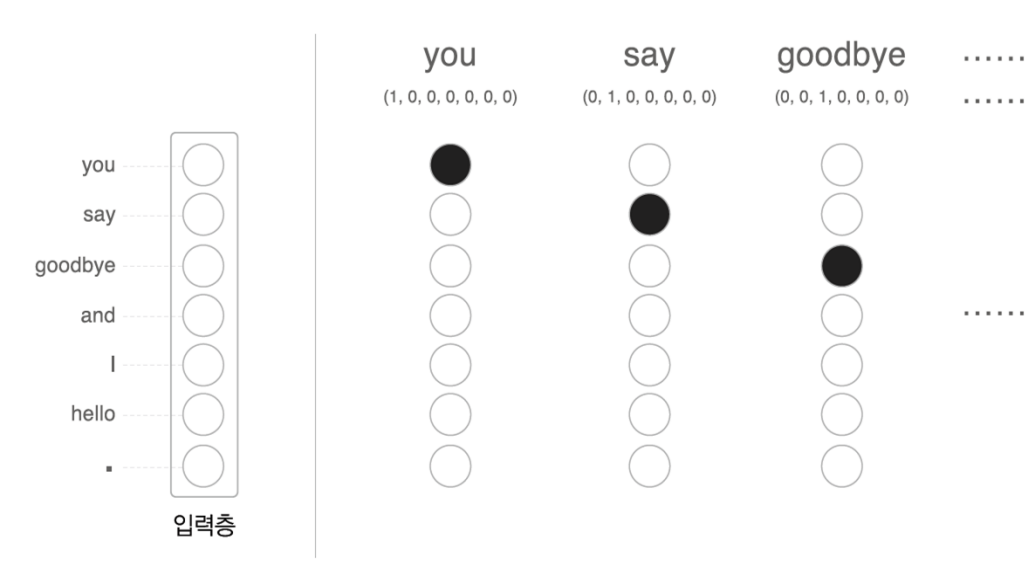 you say goodbye ......
(1, 0, 0, 0, 0, 0, 0) (0, 1, 0, 0, 0, 0, 0) (0, 0, 1, 0, 0, 0, 0) ......
you
say
goodbye
and ......
I
hello
.
입력층